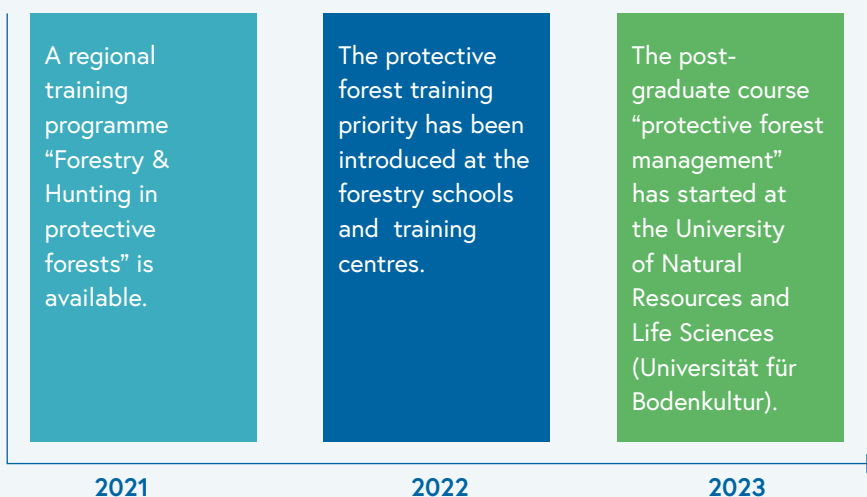 A regional
training
programme
“Forestry &
Hunting in
protective
forests” is
available.
The protective
forest training
priority has been
introduced at the
forestry schools
and training
centres.
The post-
graduate course
“protective forest
management”
has started at
the University
of Natural
Resources and
Life Sciences
(Universität für
Bodenkultur).
2021
2022
2023